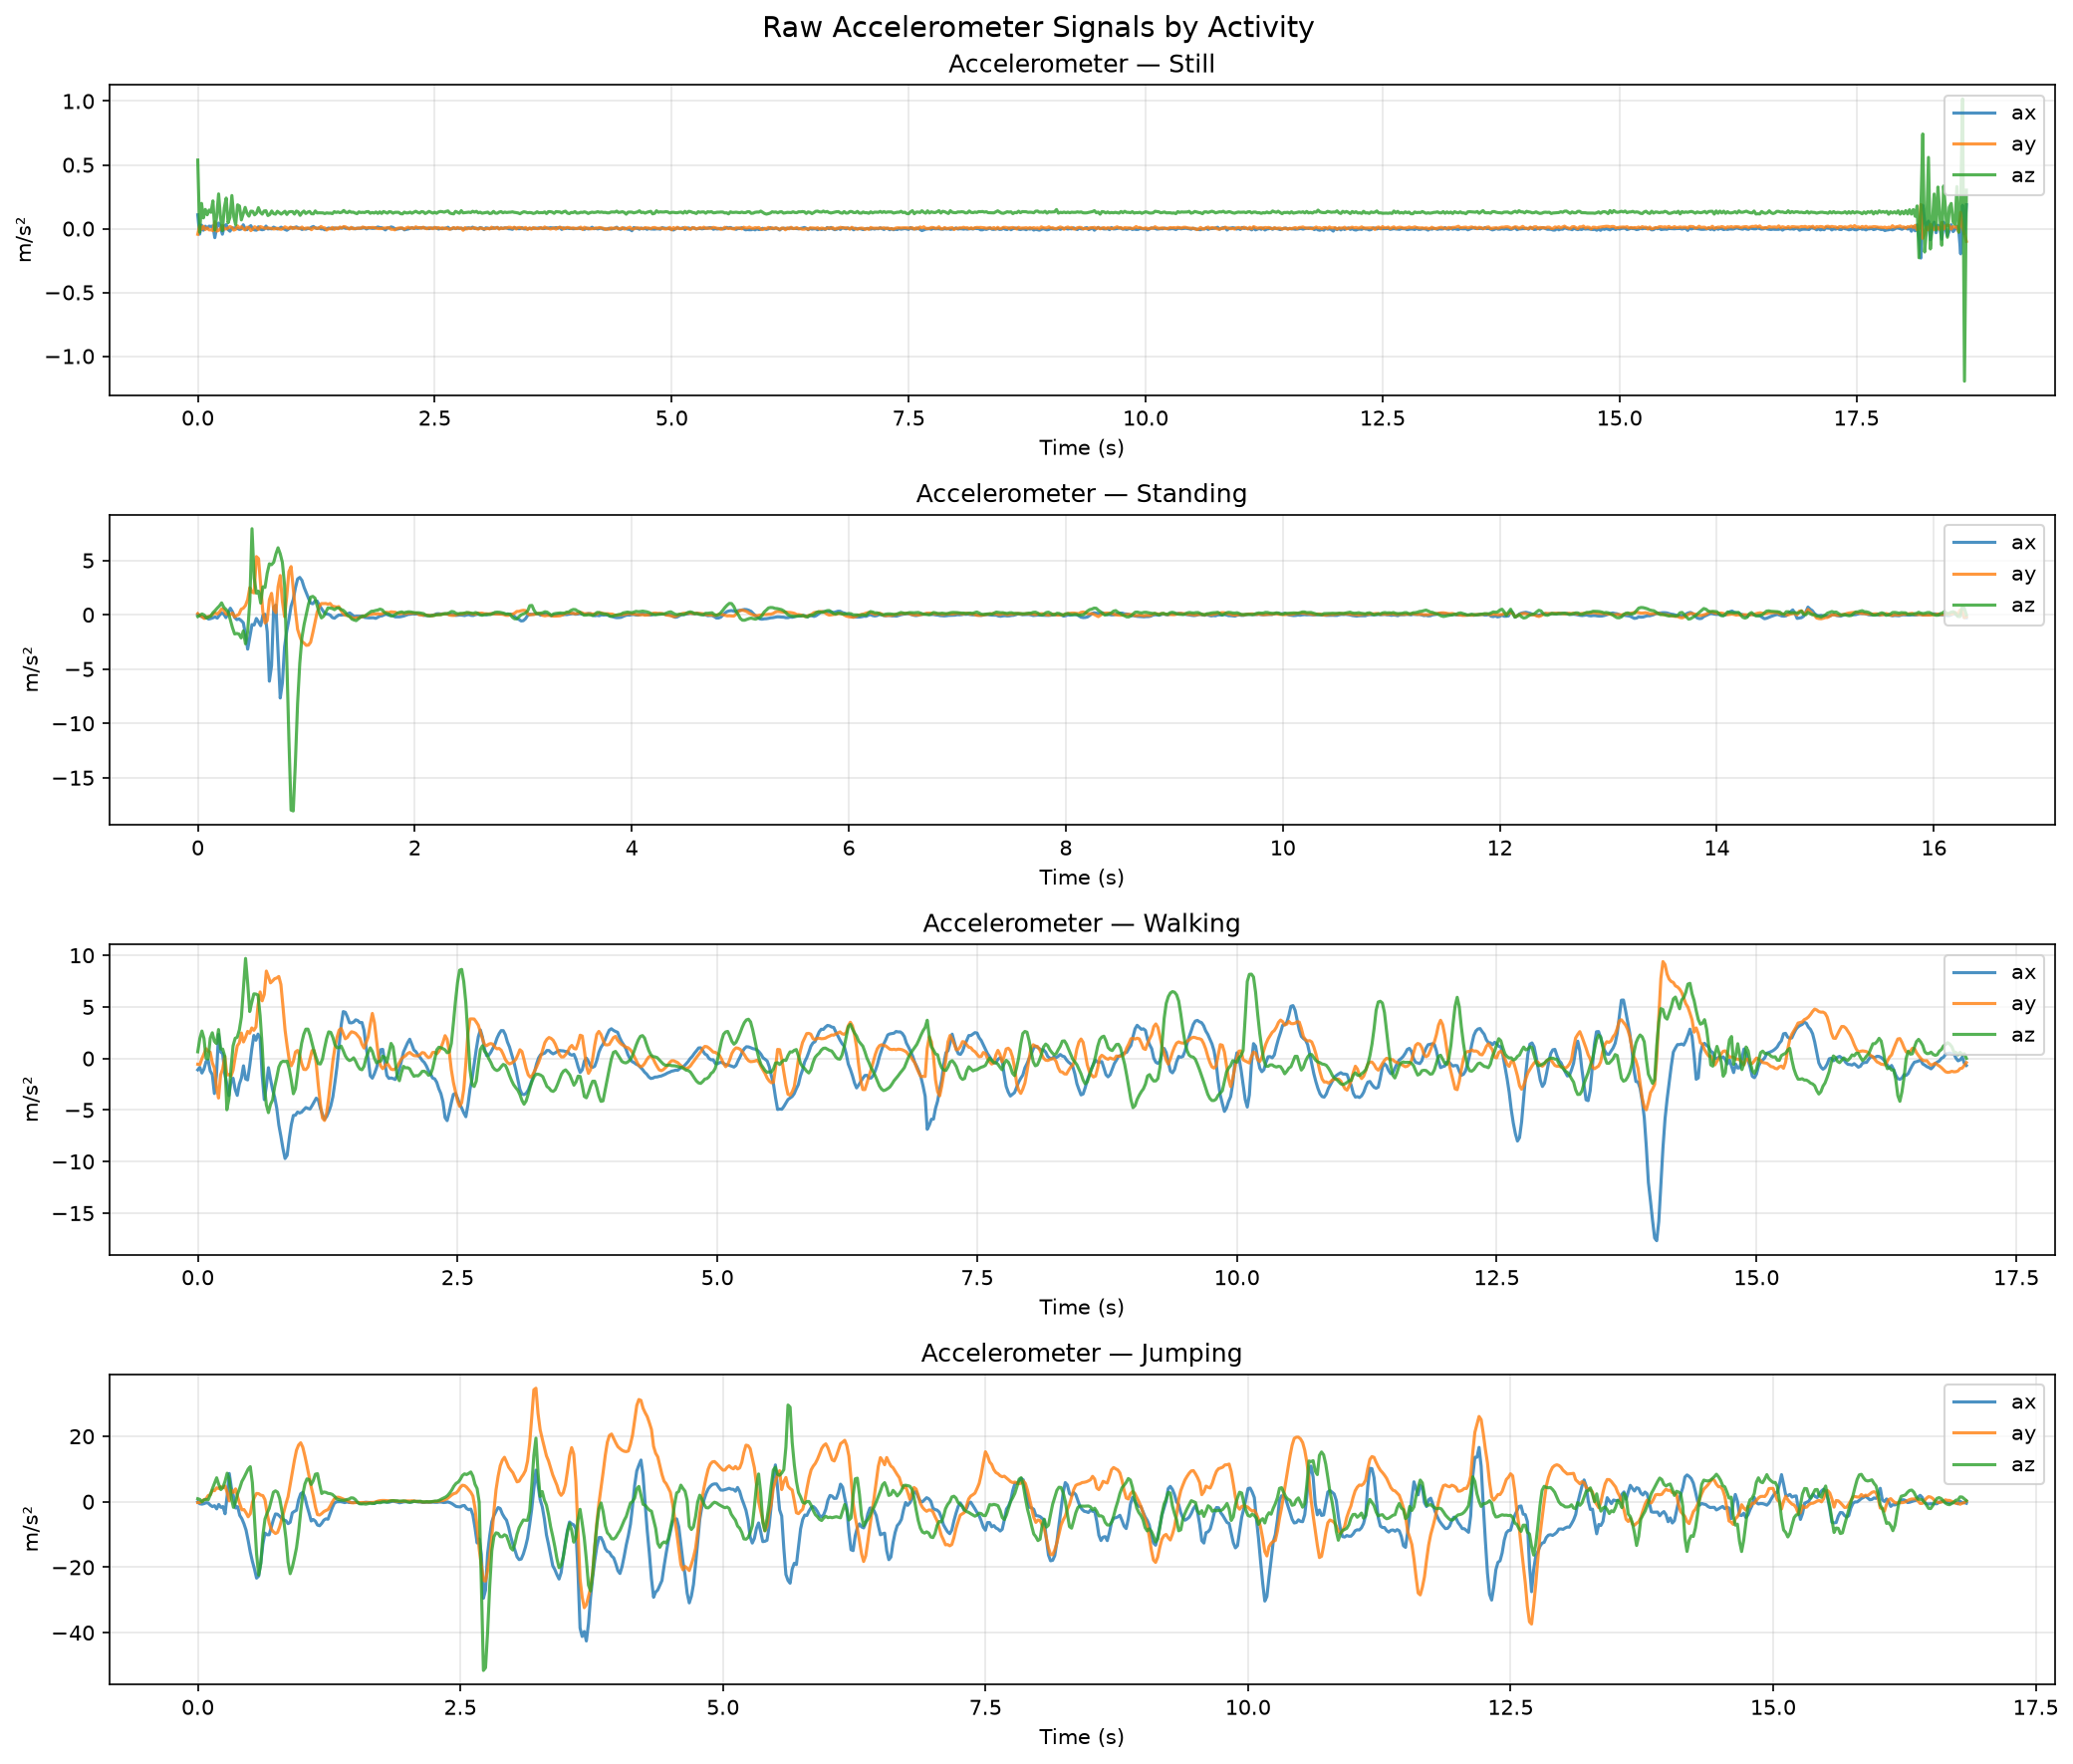 Raw Accelerometer Signals by Activity
Accelerometer — Still
1.0
0.5
0.0
−0.5
−1.0
m/s²
ax
ay
az
0.0 2.5 5.0 7.5 10.0 12.5 15.0 17.5
Time (s)
Accelerometer — Standing
5
0
−5
−10
−15
m/s²
ax
ay
az
0 2 4 6 8 10 12 14 16
Time (s)
Accelerometer — Walking
10
5
0
−5
−10
−15
m/s²
ax
ay
az
0.0 2.5 5.0 7.5 10.0 12.5 15.0 17.5
Time (s)
Accelerometer — Jumping
20
0
−20
−40
m/s²
ax
ay
az
0.0 2.5 5.0 7.5 10.0 12.5 15.0 17.5
Time (s)